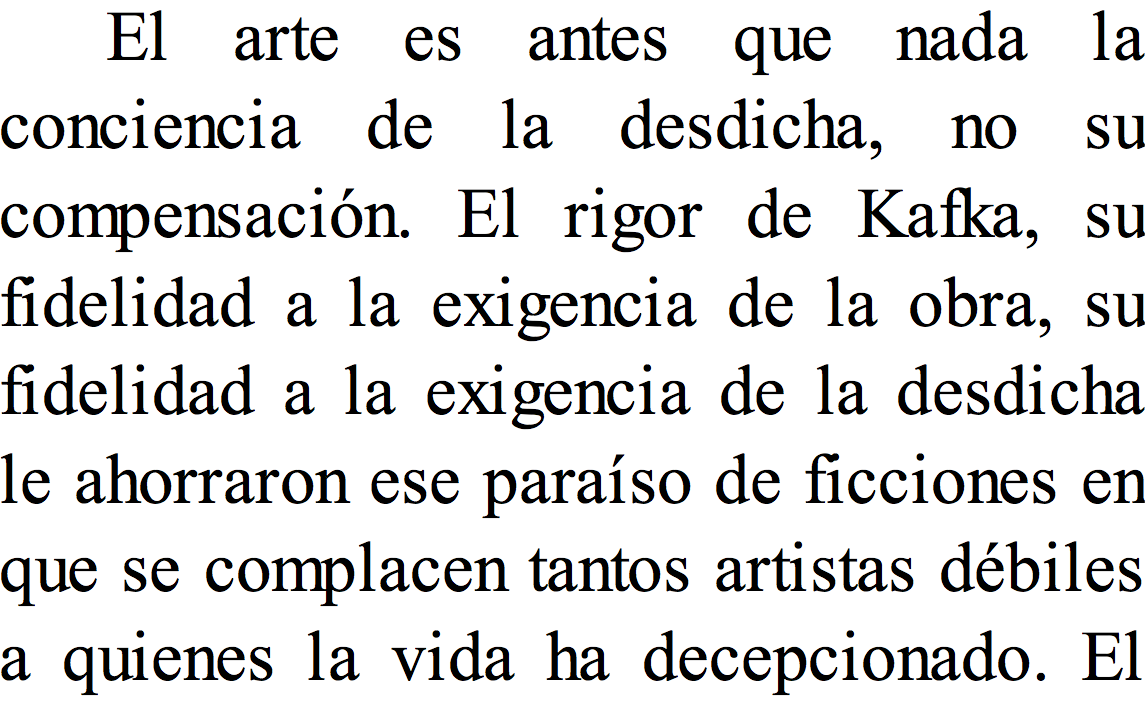 El arte es antes que nada la
conciencia de la desdicha, no su
compensación. El rigor de Kafka, su
fidelidad a la exigencia de la obra, su
fidelidad a la exigencia de la desdicha
le ahorraron ese paraíso de ficciones en
que se complacen tantos artistas débiles
a quienes la vida ha decepcionado. El